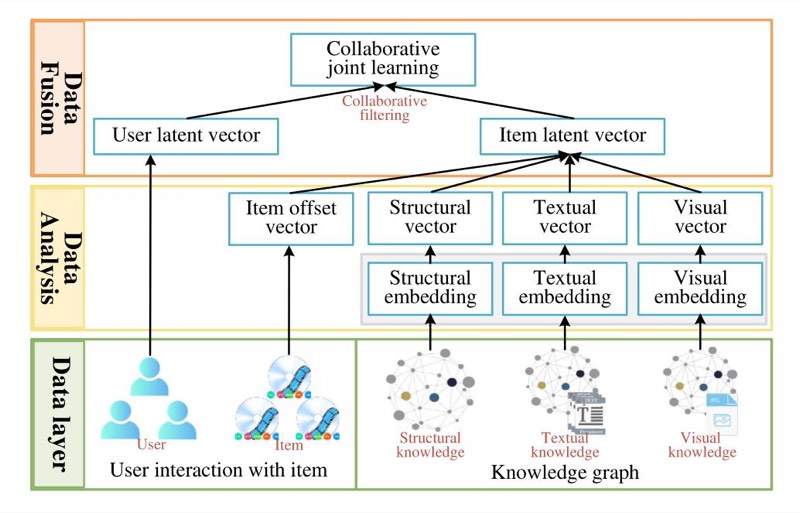 Data Fusion
Collaborative
joint learning
Collaborative
filtering
User latent vector
Item latent vector
Data Analysis
Item offset
vector
Structural
vector
Textual
vector
Visual
vector
Structural
embedding
Textual
embedding
Visual
embedding
Data layer
User
Item
User interaction with item
T
Structural
knowledge
Textual
knowledge
Visual
knowledge
Knowledge graph